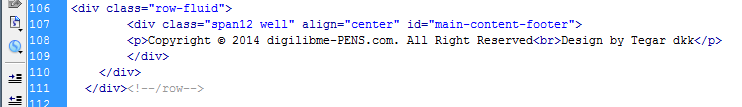 106 <div class="row-fluid">
107 <div class="span12 well" align="center" id="main-content-footer">
108 <p>Copyright © 2014 digilibme-PENS.com. All Right Reserved<br>Design by Tegar dkk</p>
109 </div>
110 </div>
111 </div><!--/row-->
112